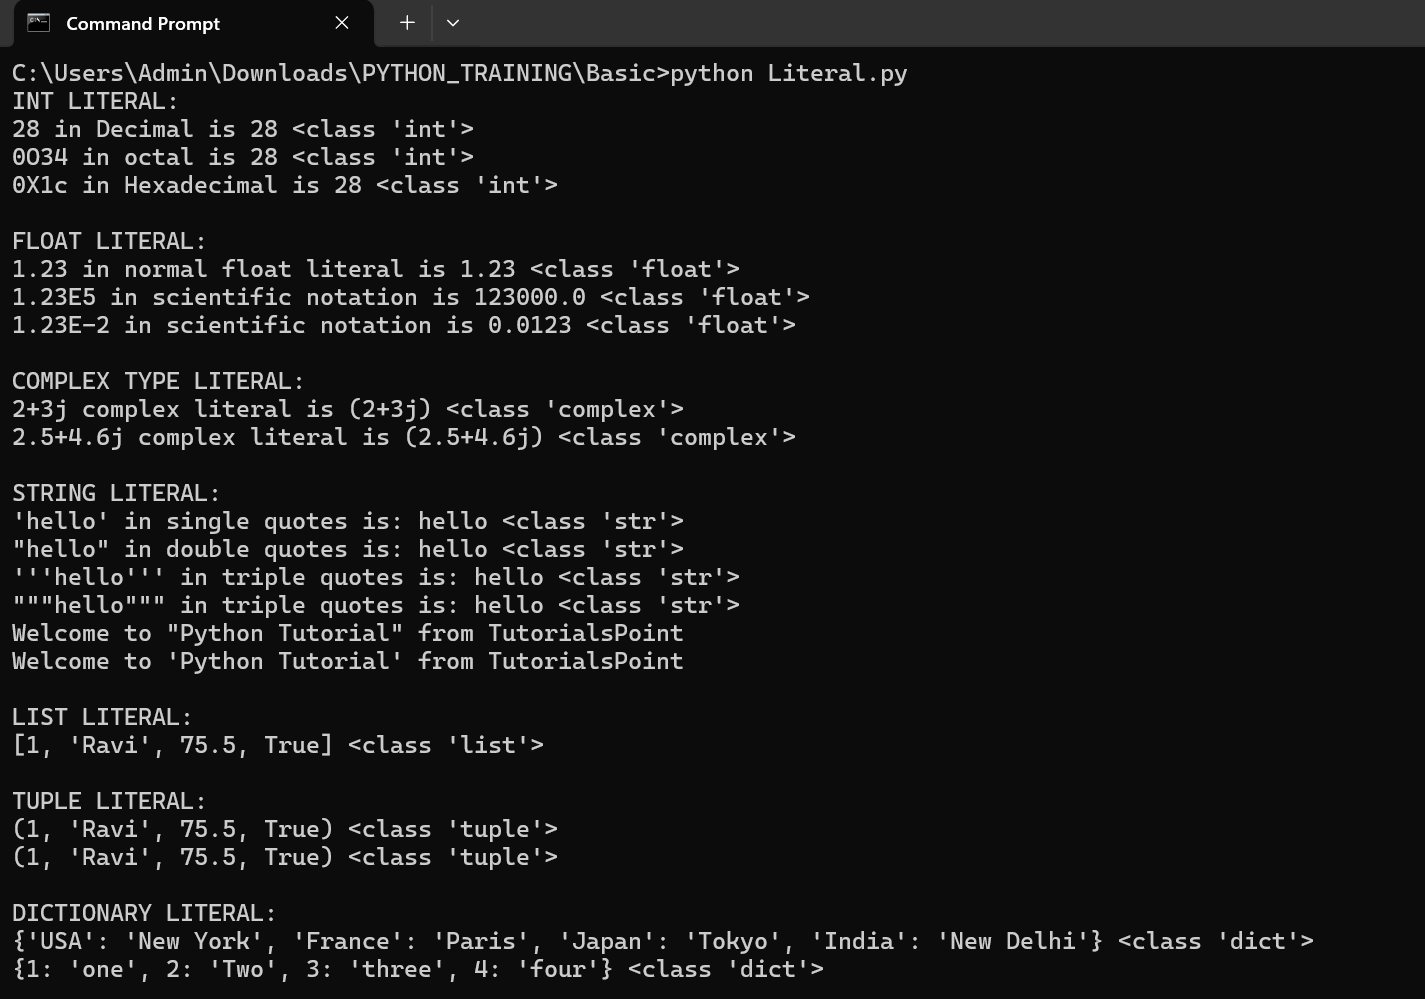 Command Prompt
C:\Users\Admin\Downloads\PYTHON_TRAINING\Basic>python Literal.py
INT LITERAL:
28 in Decimal is 28 <class 'int'>
0O34 in octal is 28 <class 'int'>
0X1c in Hexadecimal is 28 <class 'int'>
FLOAT LITERAL:
1.23 in normal float literal is 1.23 <class 'float'>
1.23E5 in scientific notation is 123000.0 <class 'float'>
1.23E-2 in scientific notation is 0.0123 <class 'float'>
COMPLEX TYPE LITERAL:
2+3j complex literal is (2+3j) <class 'complex'>
2.5+4.6j complex literal is (2.5+4.6j) <class 'complex'>
STRING LITERAL:
'hello' in single quotes is: hello <class 'str'>
"hello" in double quotes is: hello <class 'str'>
'''hello''' in triple quotes is: hello <class 'str'>
"""hello""" in triple quotes is: hello <class 'str'>
Welcome to "Python Tutorial" from TutorialsPoint
Welcome to 'Python Tutorial' from TutorialsPoint
LIST LITERAL:
[1, 'Ravi', 75.5, True] <class 'list'>
TUPLE LITERAL:
(1, 'Ravi', 75.5, True) <class 'tuple'>
(1, 'Ravi', 75.5, True) <class 'tuple'>
DICTIONARY LITERAL:
{'USA': 'New York', 'France': 'Paris', 'Japan': 'Tokyo', 'India': 'New Delhi'} <class 'dict'>
{1: 'one', 2: 'Two', 3: 'three', 4: 'four'} <class 'dict'>